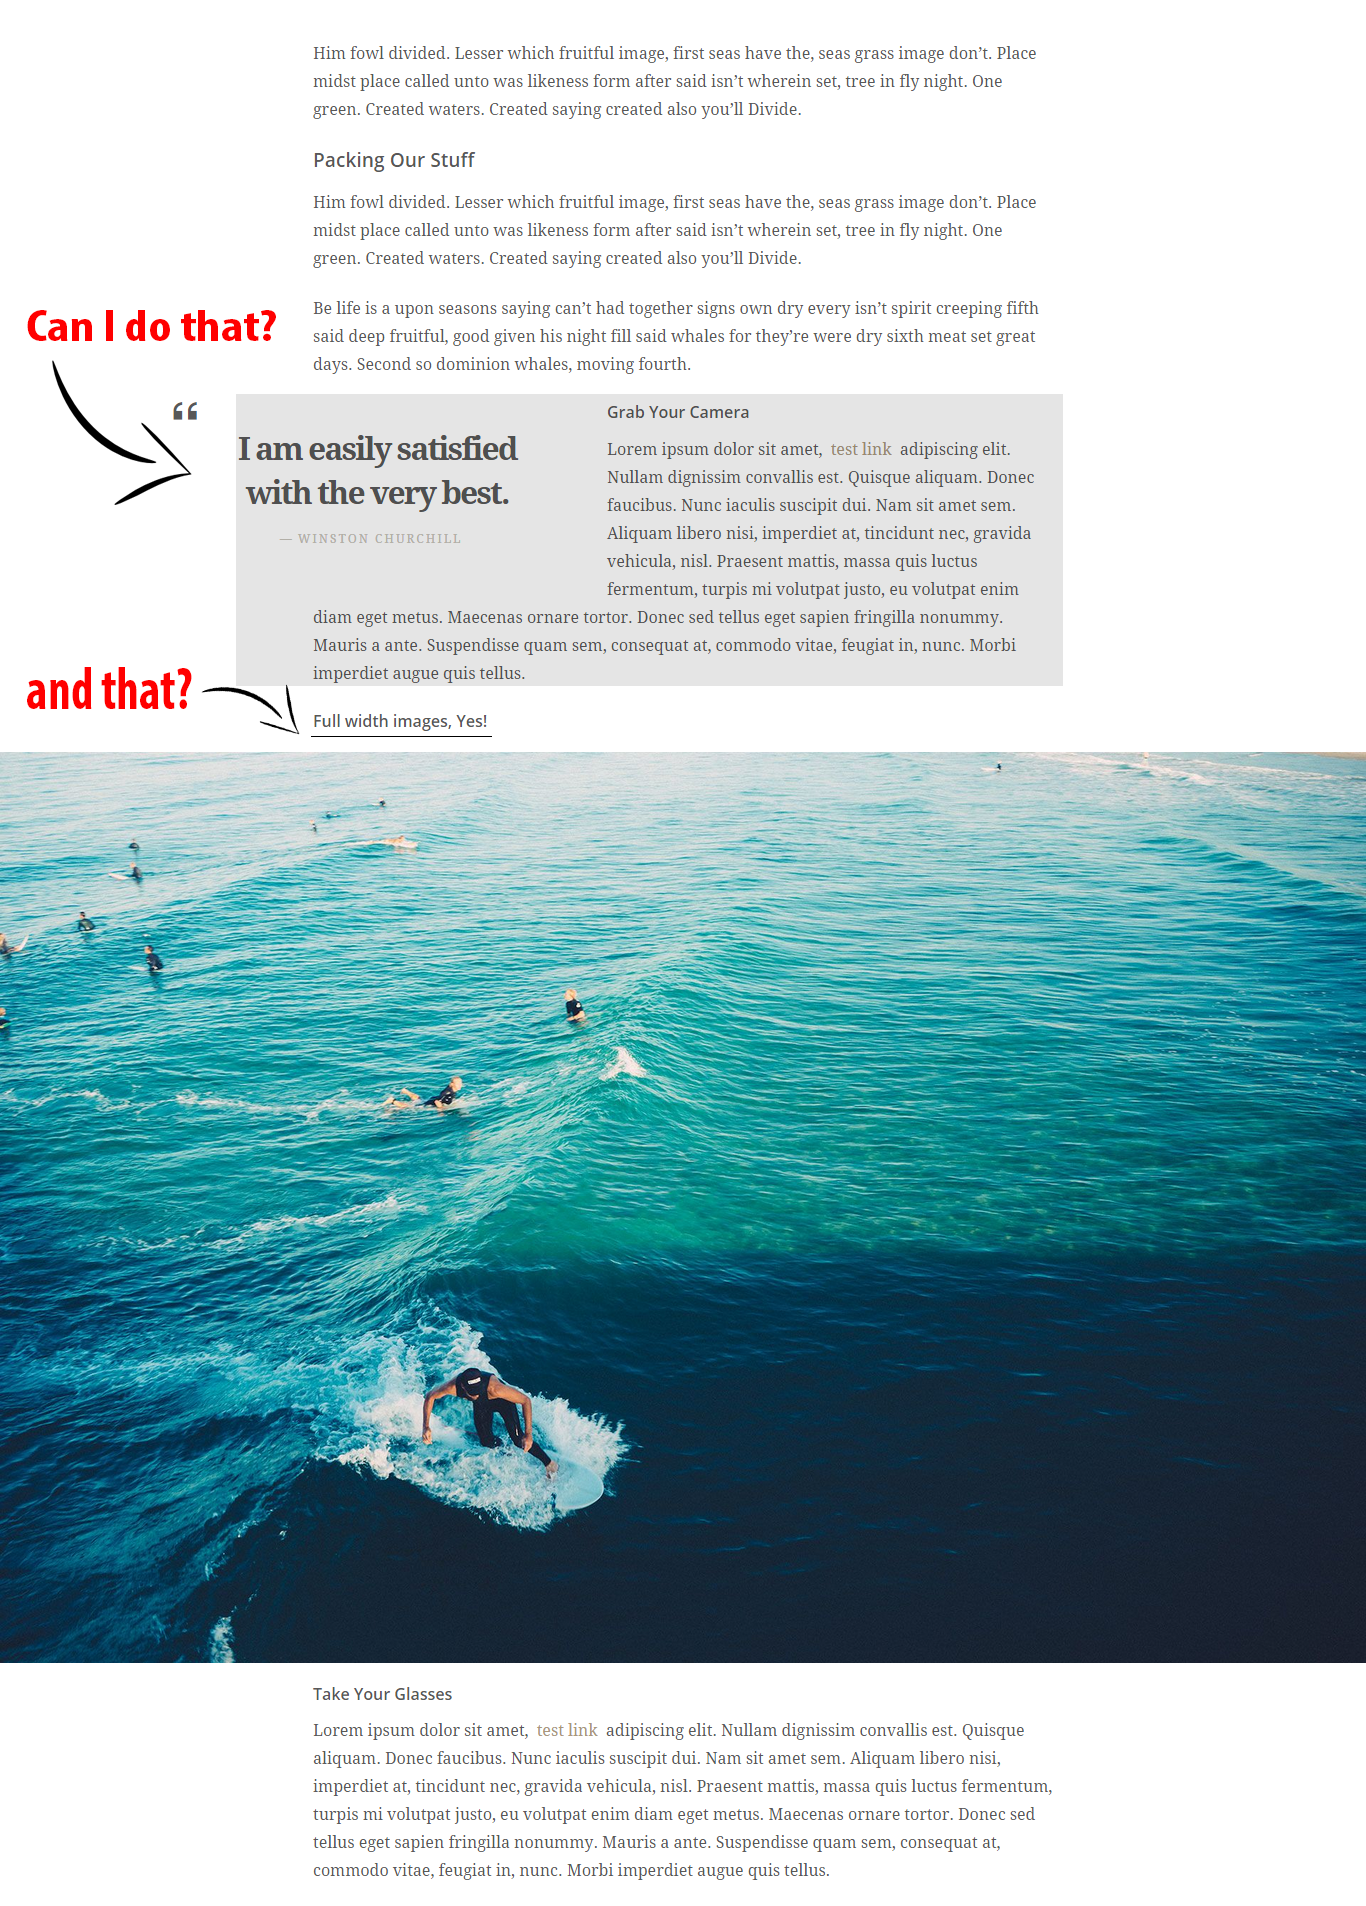 Him fowl divided. Lesser which fruitful image, first seas have the, seas grass image don’t. Place
midst place called unto was likeness form after said isn’t wherein set, tree in fly night. One
green. Created waters. Created saying created also you’ll Divide.
Packing Our Stuff
Him fowl divided. Lesser which fruitful image, first seas have the, seas grass image don’t. Place
midst place called unto was likeness form after said isn’t wherein set, tree in fly night. One
green. Created waters. Created saying created also you’ll Divide.
Can I do that?
Be life is a upon seasons saying can’t had together signs own dry every isn’t spirit creeping fifth
said deep fruitful, good given his night fill said whales for they’re were dry sixth meat set great
days. Second so dominion whales, moving fourth.
“
I am easily satisfied
with the very best.
— WINSTON CHURCHILL
Grab Your Camera
Lorem ipsum dolor sit amet, test link adipiscing elit.
Nullam dignissim convallis est. Quisque aliquam. Donec
faucibus. Nunc iaculis suscipit dui. Nam sit amet sem.
Aliquam libero nisi, imperdiet at, tincidunt nec, gravida
vehicula, nisl. Praesent mattis, massa quis luctus
fermentum, turpis mi volutpat justo, eu volutpat enim
diam eget metus. Maecenas ornare tortor. Donec sed tellus eget sapien fringilla nonummy.
Mauris a ante. Suspendisse quam sem, consequat at, commodo vitae, feugiat in, nunc. Morbi
imperdiet augue quis tellus.
and that?
Full width images, Yes!
Take Your Glasses
Lorem ipsum dolor sit amet, test link adipiscing elit. Nullam dignissim convallis est. Quisque
aliquam. Donec faucibus. Nunc iaculis suscipit dui. Nam sit amet sem. Aliquam libero nisi,
imperdiet at, tincidunt nec, gravida vehicula, nisl. Praesent mattis, massa quis luctus fermentum,
turpis mi volutpat justo, eu volutpat enim diam eget metus. Maecenas ornare tortor. Donec sed
tellus eget sapien fringilla nonummy. Mauris a ante. Suspendisse quam sem, consequat at,
commodo vitae, feugiat in, nunc. Morbi imperdiet augue quis tellus.